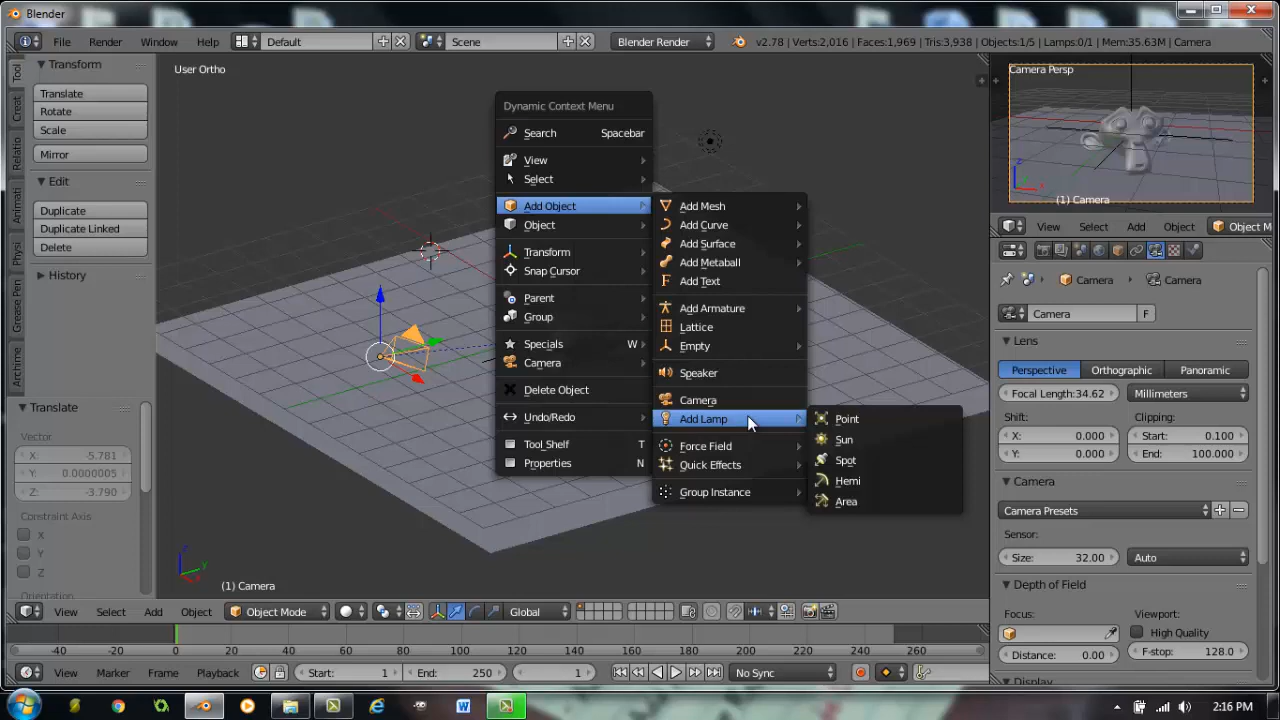 Blender
File Render Window Help Default Scene Blender Render v2.78 | Verts:2,016 | Faces:1,969 | Tris:3,938 | Objects:1/5 | Lamps:0/1 | Mem:35.63M | Camera
Tool
Creat
Relatio
Animati
Physi
Grease Pen
Archime
Transform
Translate
Rotate
Scale
Mirror
Edit
Duplicate
Duplicate Linked
Delete
History
Translate
Vector:
X: -5.781
Y: 0.0000005
Z: -3.790
Constraint Axis
X
Y
Z
Orientation
User Ortho
(1) Camera
Dynamic Context Menu
Search Spacebar
View
Select
Add Object
Object
Transform
Snap Cursor
Parent
Group
Specials W
Camera
Delete Object
Undo/Redo
Tool Shelf T
Properties N
Add Mesh
Add Curve
Add Surface
Add Metaball
Add Text
Add Armature
Lattice
Empty
Speaker
Camera
Add Lamp
Force Field
Quick Effects
Group Instance
Point
Sun
Spot
Hemi
Area
Camera Persp
(1) Camera
View Select Add Object Object M
Camera Camera
Camera F
Lens
Perspective Orthographic Panoramic
Focal Length:34.62 Millimeters
Shift: Clipping:
X: 0.000 Start: 0.100
Y: 0.000 End: 100.000
Camera
Camera Presets
Sensor:
Size: 32.00 Auto
Depth of Field
Focus: Viewport:
High Quality
Distance: 0.00 F-stop: 128.0
Display
View Select Add Object Object Mode Global
-40 -20 0 20 40 60 80 100 120 140 160 180 200 220 240 260
View Marker Frame Playback Start: 1 End: 250 1 No Sync
2:16 PM